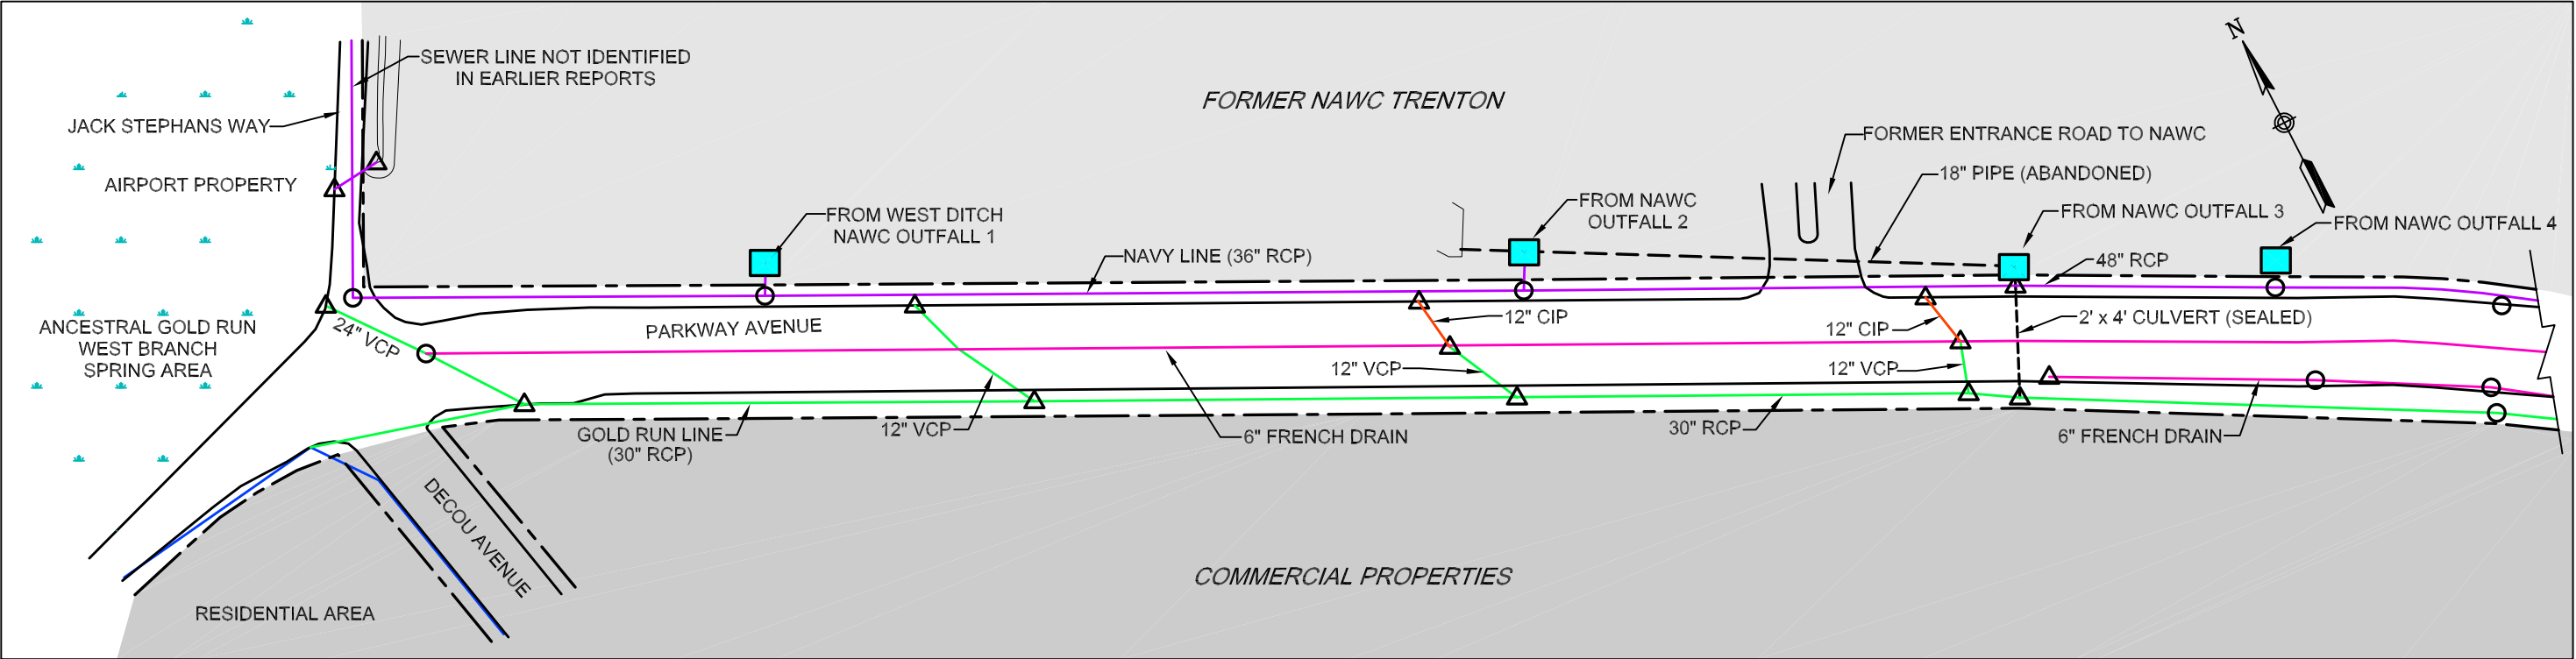 N
SEWER LINE NOT IDENTIFIED
IN EARLIER REPORTS
FORMER NAWC TRENTON
JACK STEPHANS WAY
FORMER ENTRANCE ROAD TO NAWC
18" PIPE (ABANDONED)
AIRPORT PROPERTY
FROM WEST DITCH
NAWC OUTFALL 1
FROM NAWC
OUTFALL 2
FROM NAWC OUTFALL 3
FROM NAWC OUTFALL 4
NAVY LINE (36" RCP)
48" RCP
ANCESTRAL GOLD RUN
WEST BRANCH
SPRING AREA
24" VCP
PARKWAY AVENUE
12" CIP
12" CIP
2' x 4' CULVERT (SEALED)
12" VCP
12" VCP
GOLD RUN LINE
(30" RCP)
12" VCP
6" FRENCH DRAIN
30" RCP
6" FRENCH DRAIN
DECOU AVENUE
COMMERCIAL PROPERTIES
RESIDENTIAL AREA